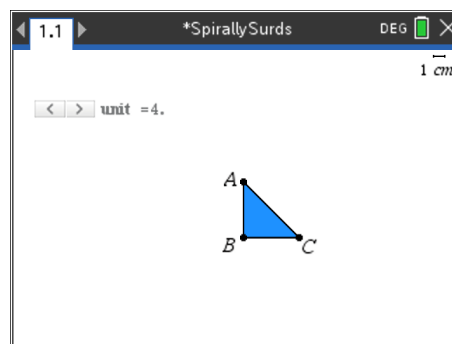 1.1 *SpirallySurds DEG
1 cm
unit =4.
A
B C